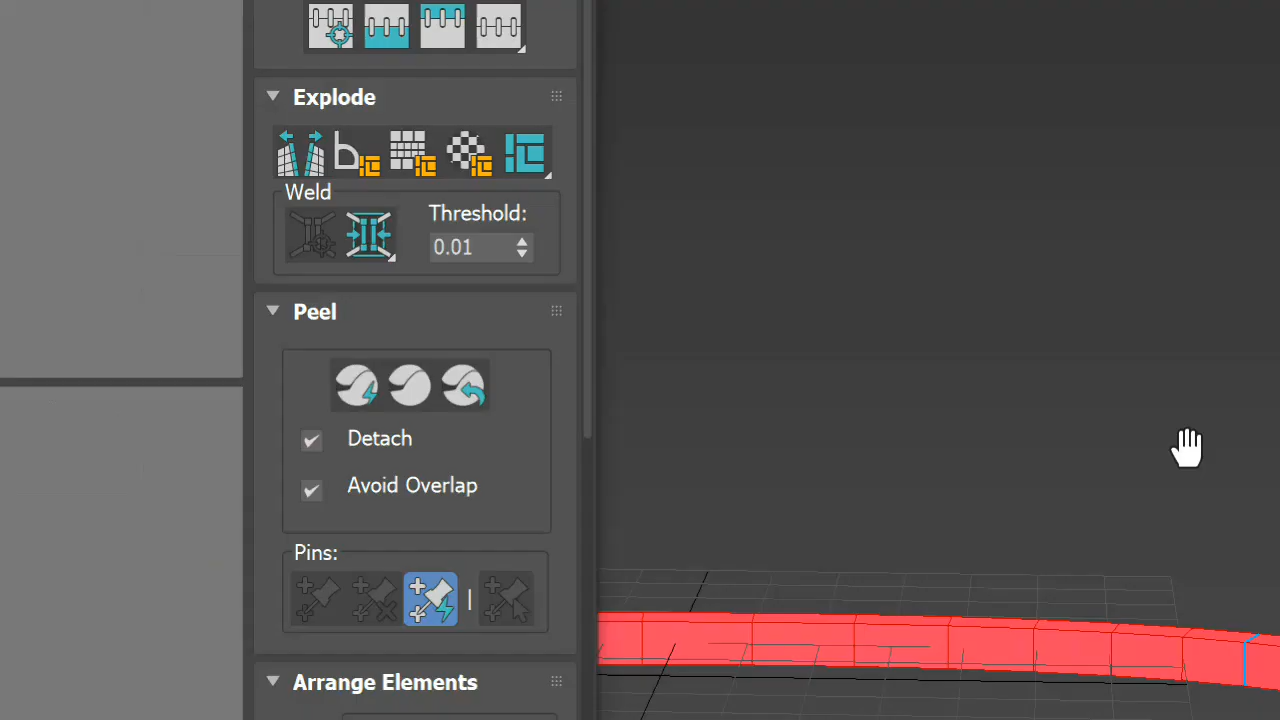 Explode
Weld
Threshold:
0.01
Peel
Detach
Avoid Overlap
Pins:
Arrange Elements